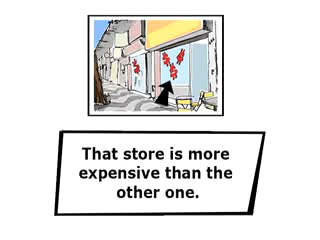 That store is more
expensive than the
other one.